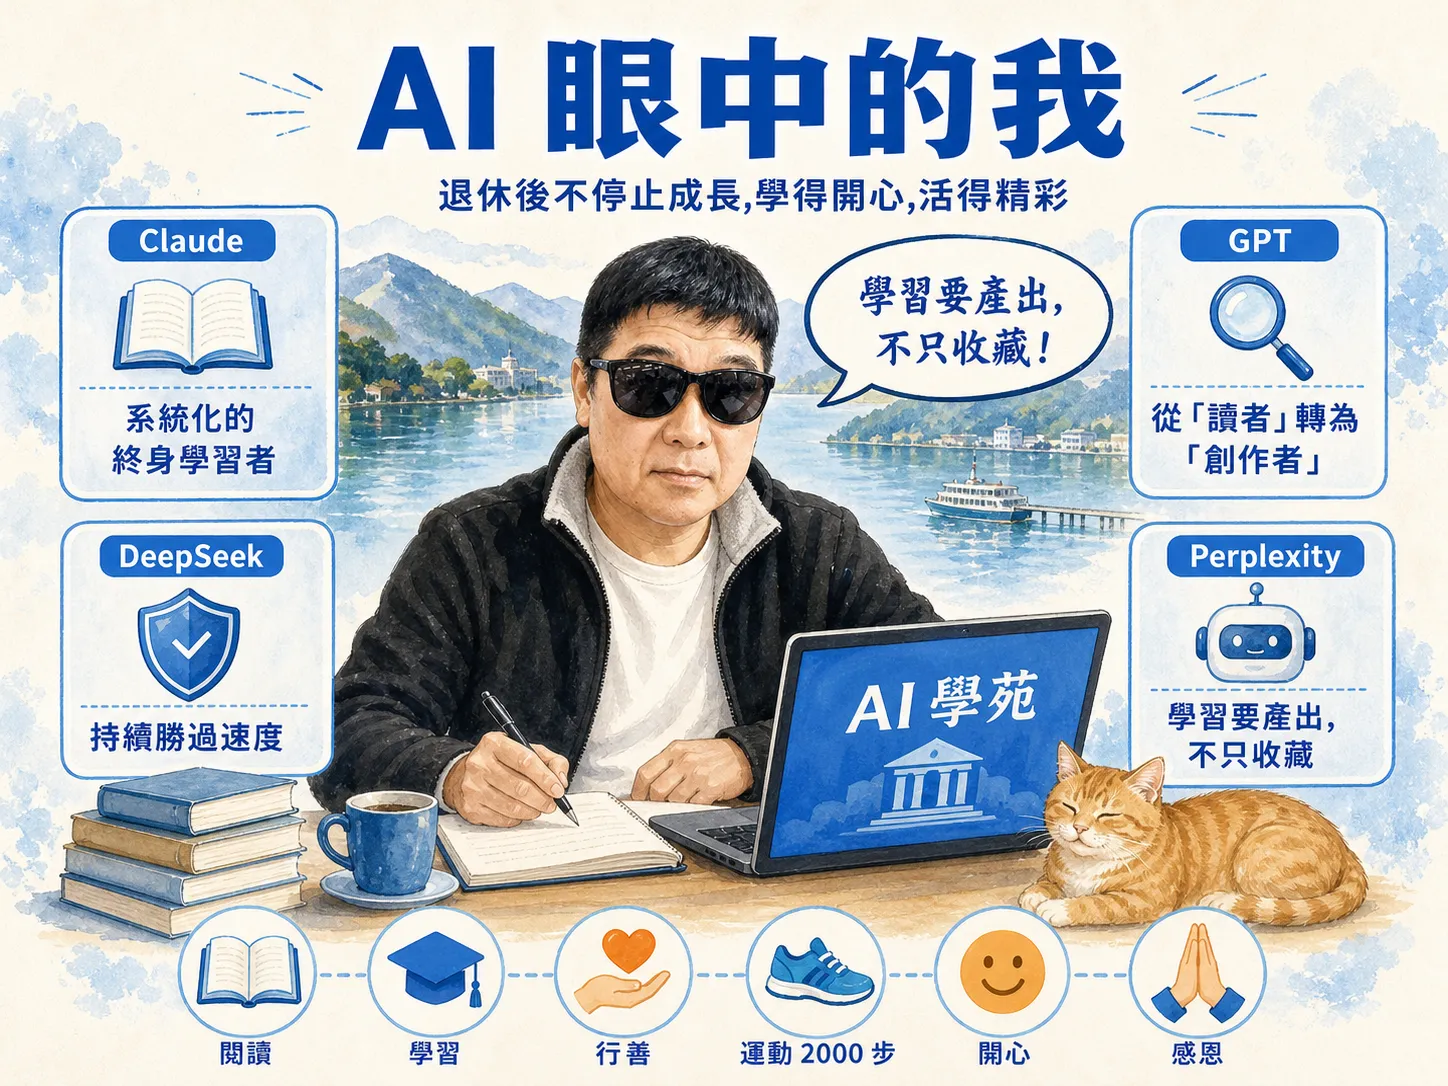 AI 眼中的我
退休後不停止成長,學得開心,活得精彩
Claude
系統化的
終身學習者
GPT
從「讀者」轉為
「創作者」
學習要產出,
不只收藏!
DeepSeek
持續勝過速度
Perplexity
學習要產出,
不只收藏
AI 學苑
閱讀
學習
行善
運動 2000 步
開心
感恩